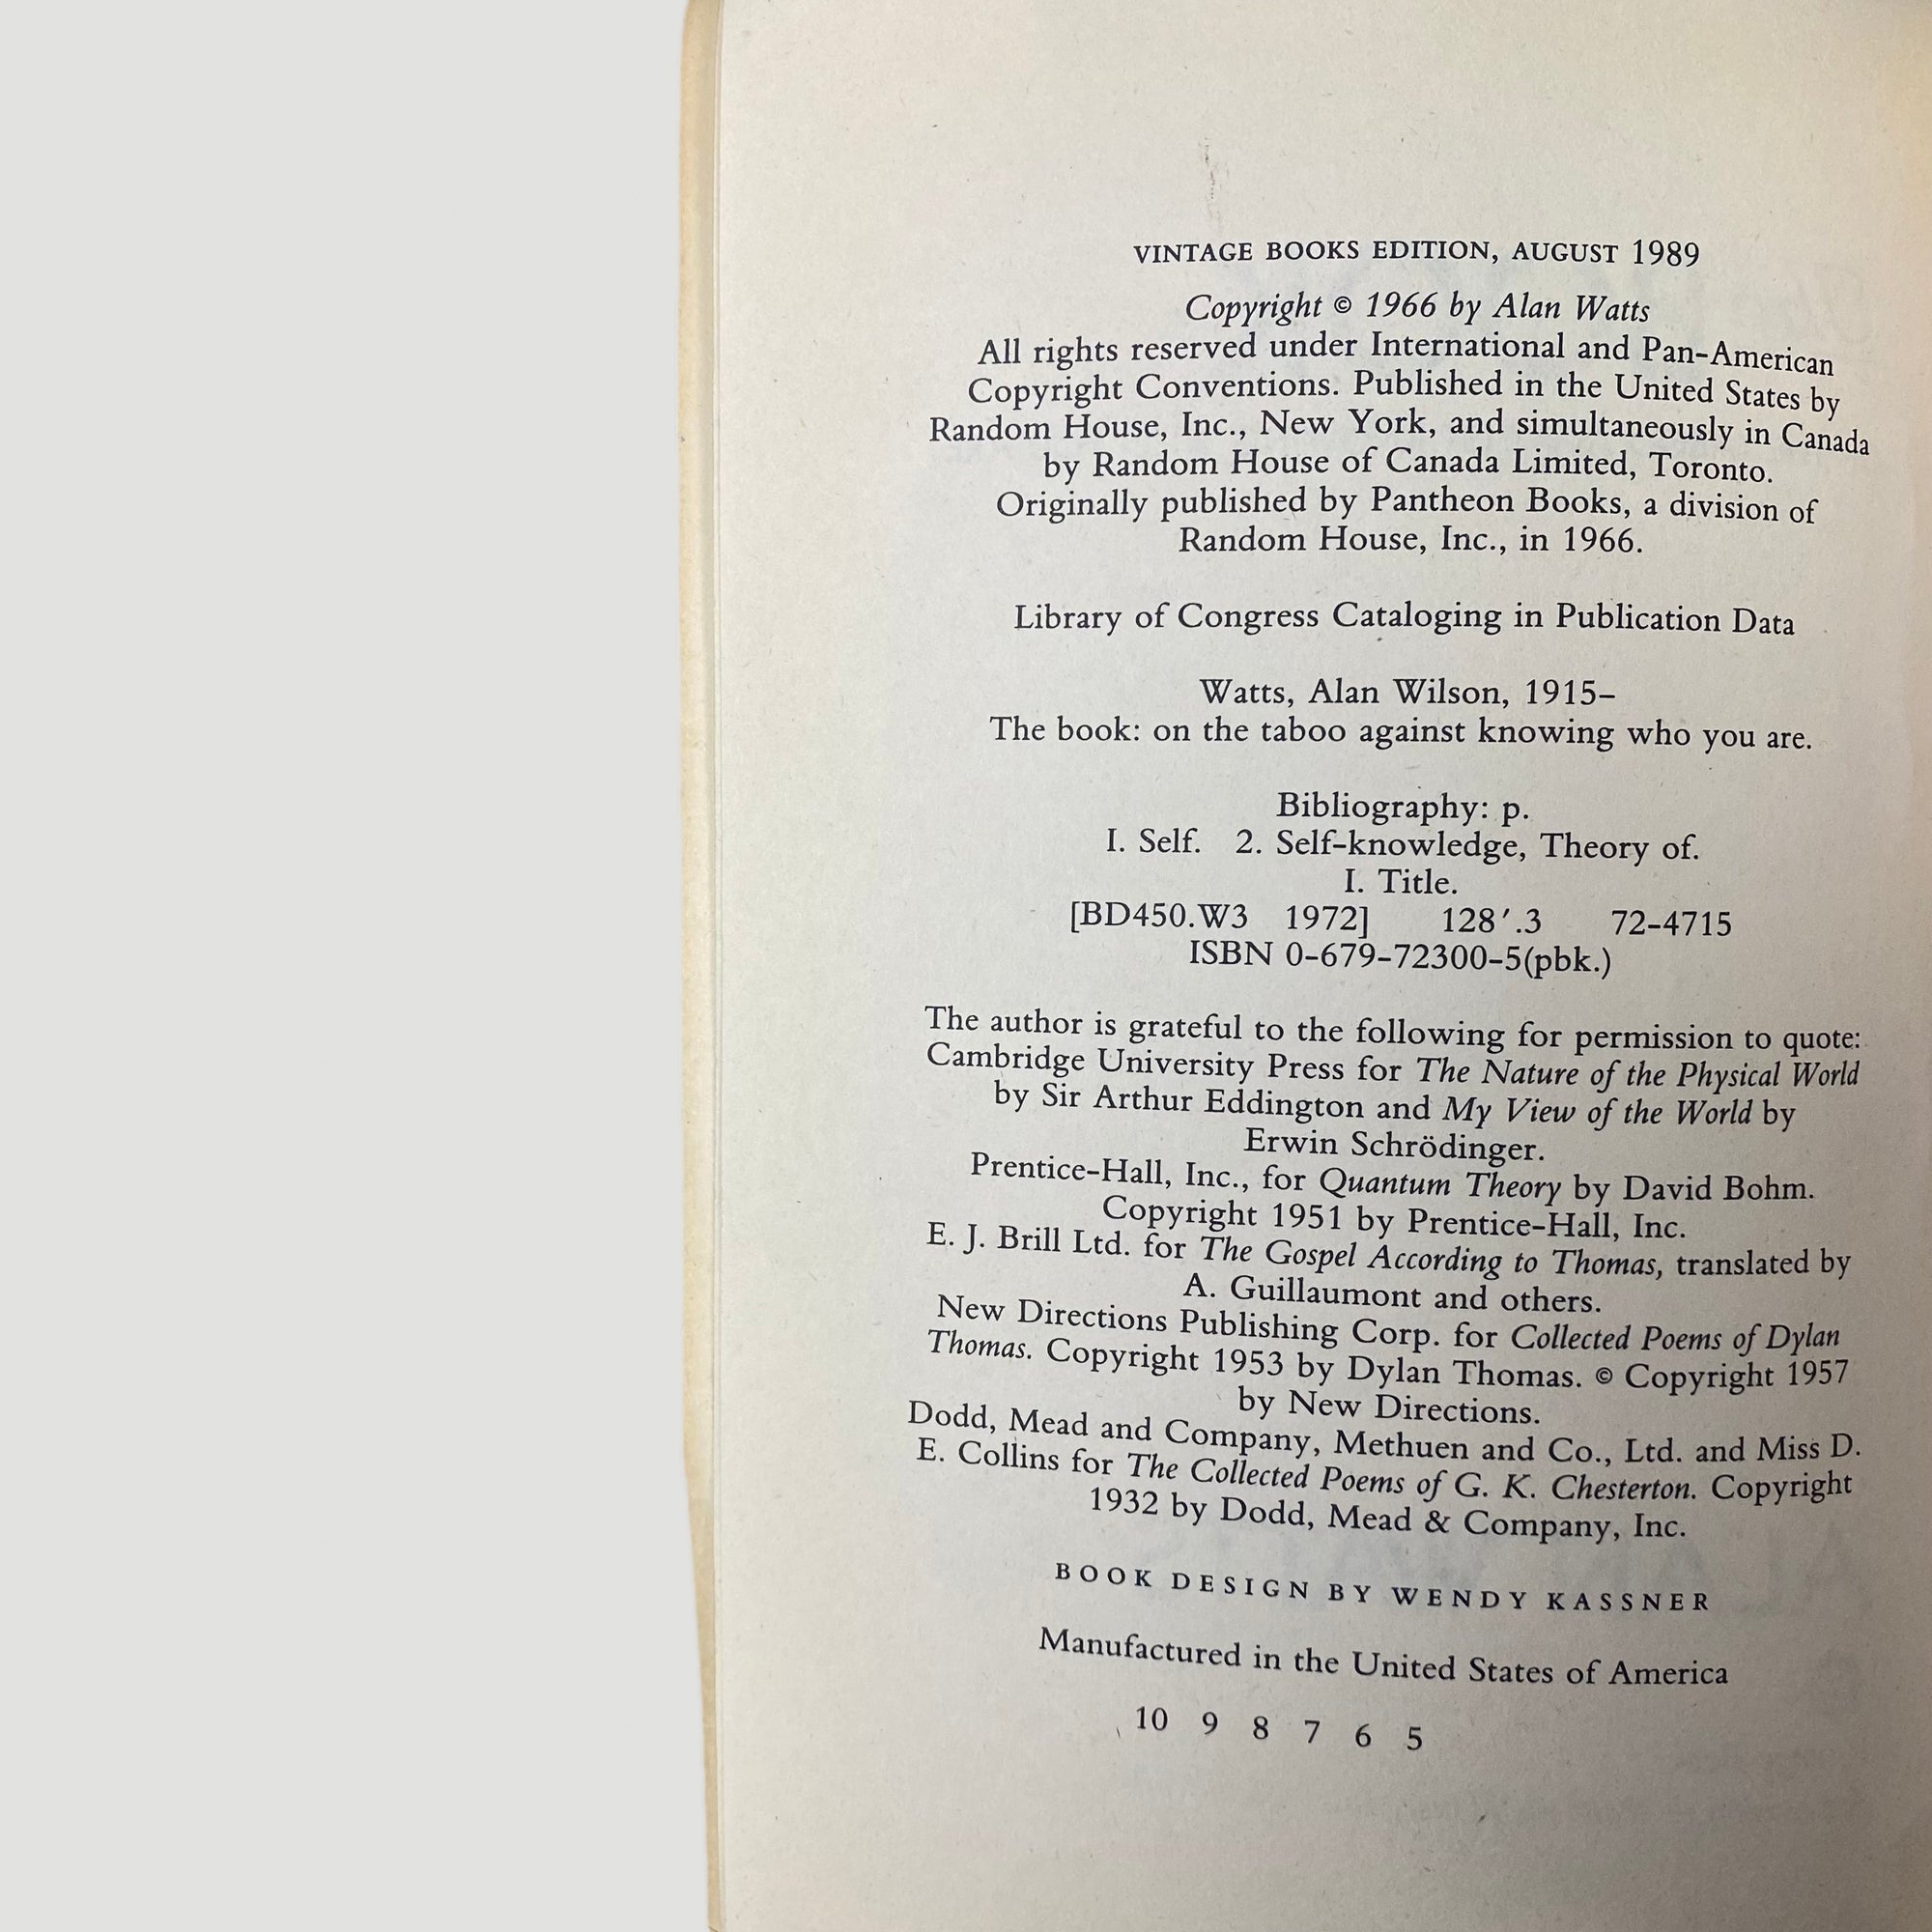 VINTAGE BOOKS EDITION, AUGUST 1989
Copyright © 1966 by Alan Watts
All rights reserved under International and Pan-American
Copyright Conventions. Published in the United States by
Random House, Inc., New York, and simultaneously in Canada
by Random House of Canada Limited, Toronto.
Originally published by Pantheon Books, a division of
Random House, Inc., in 1966.
Library of Congress Cataloging in Publication Data
Watts, Alan Wilson, 1915–
The book: on the taboo against knowing who you are.
Bibliography: p.
I. Self. 2. Self-knowledge, Theory of.
I. Title.
[BD450.W3 1972] 128′.3 72-4715
ISBN 0-679-72300-5(pbk.)
The author is grateful to the following for permission to quote:
Cambridge University Press for The Nature of the Physical World
by Sir Arthur Eddington and My View of the World by
Erwin Schrödinger.
Prentice-Hall, Inc., for Quantum Theory by David Bohm.
Copyright 1951 by Prentice-Hall, Inc.
E. J. Brill Ltd. for The Gospel According to Thomas, translated by
A. Guillaumont and others.
New Directions Publishing Corp. for Collected Poems of Dylan
Thomas. Copyright 1953 by Dylan Thomas. © Copyright 1957
by New Directions.
Dodd, Mead and Company, Methuen and Co., Ltd. and Miss D.
E. Collins for The Collected Poems of G. K. Chesterton. Copyright
1932 by Dodd, Mead & Company, Inc.
BOOK DESIGN BY WENDY KASSNER
Manufactured in the United States of America
10 9 8 7 6 5